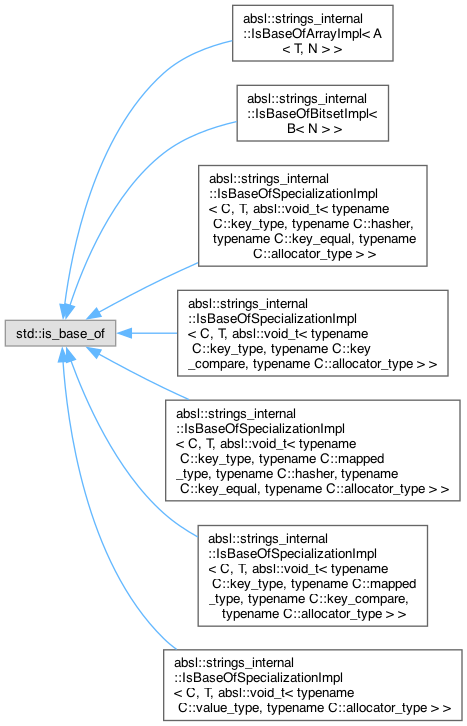 absl::strings_internal
::IsBaseOfArrayImpl< A
< T, N > >
absl::strings_internal
::IsBaseOfBitsetImpl<
B< N > >
absl::strings_internal
::IsBaseOfSpecializationImpl
< C, T, absl::void_t< typename
C::key_type, typename C::hasher,
typename C::key_equal, typename
C::allocator_type > >
std::is_base_of
absl::strings_internal
::IsBaseOfSpecializationImpl
< C, T, absl::void_t< typename
C::key_type, typename C::key
_compare, typename C::allocator_type > >
absl::strings_internal
::IsBaseOfSpecializationImpl
< C, T, absl::void_t< typename
C::key_type, typename C::mapped
_type, typename C::hasher, typename
C::key_equal, typename C::allocator_type > >
absl::strings_internal
::IsBaseOfSpecializationImpl
< C, T, absl::void_t< typename
C::key_type, typename C::mapped
_type, typename C::key_compare,
typename C::allocator_type > >
absl::strings_internal
::IsBaseOfSpecializationImpl
< C, T, absl::void_t< typename
C::value_type, typename C::allocator_type > >